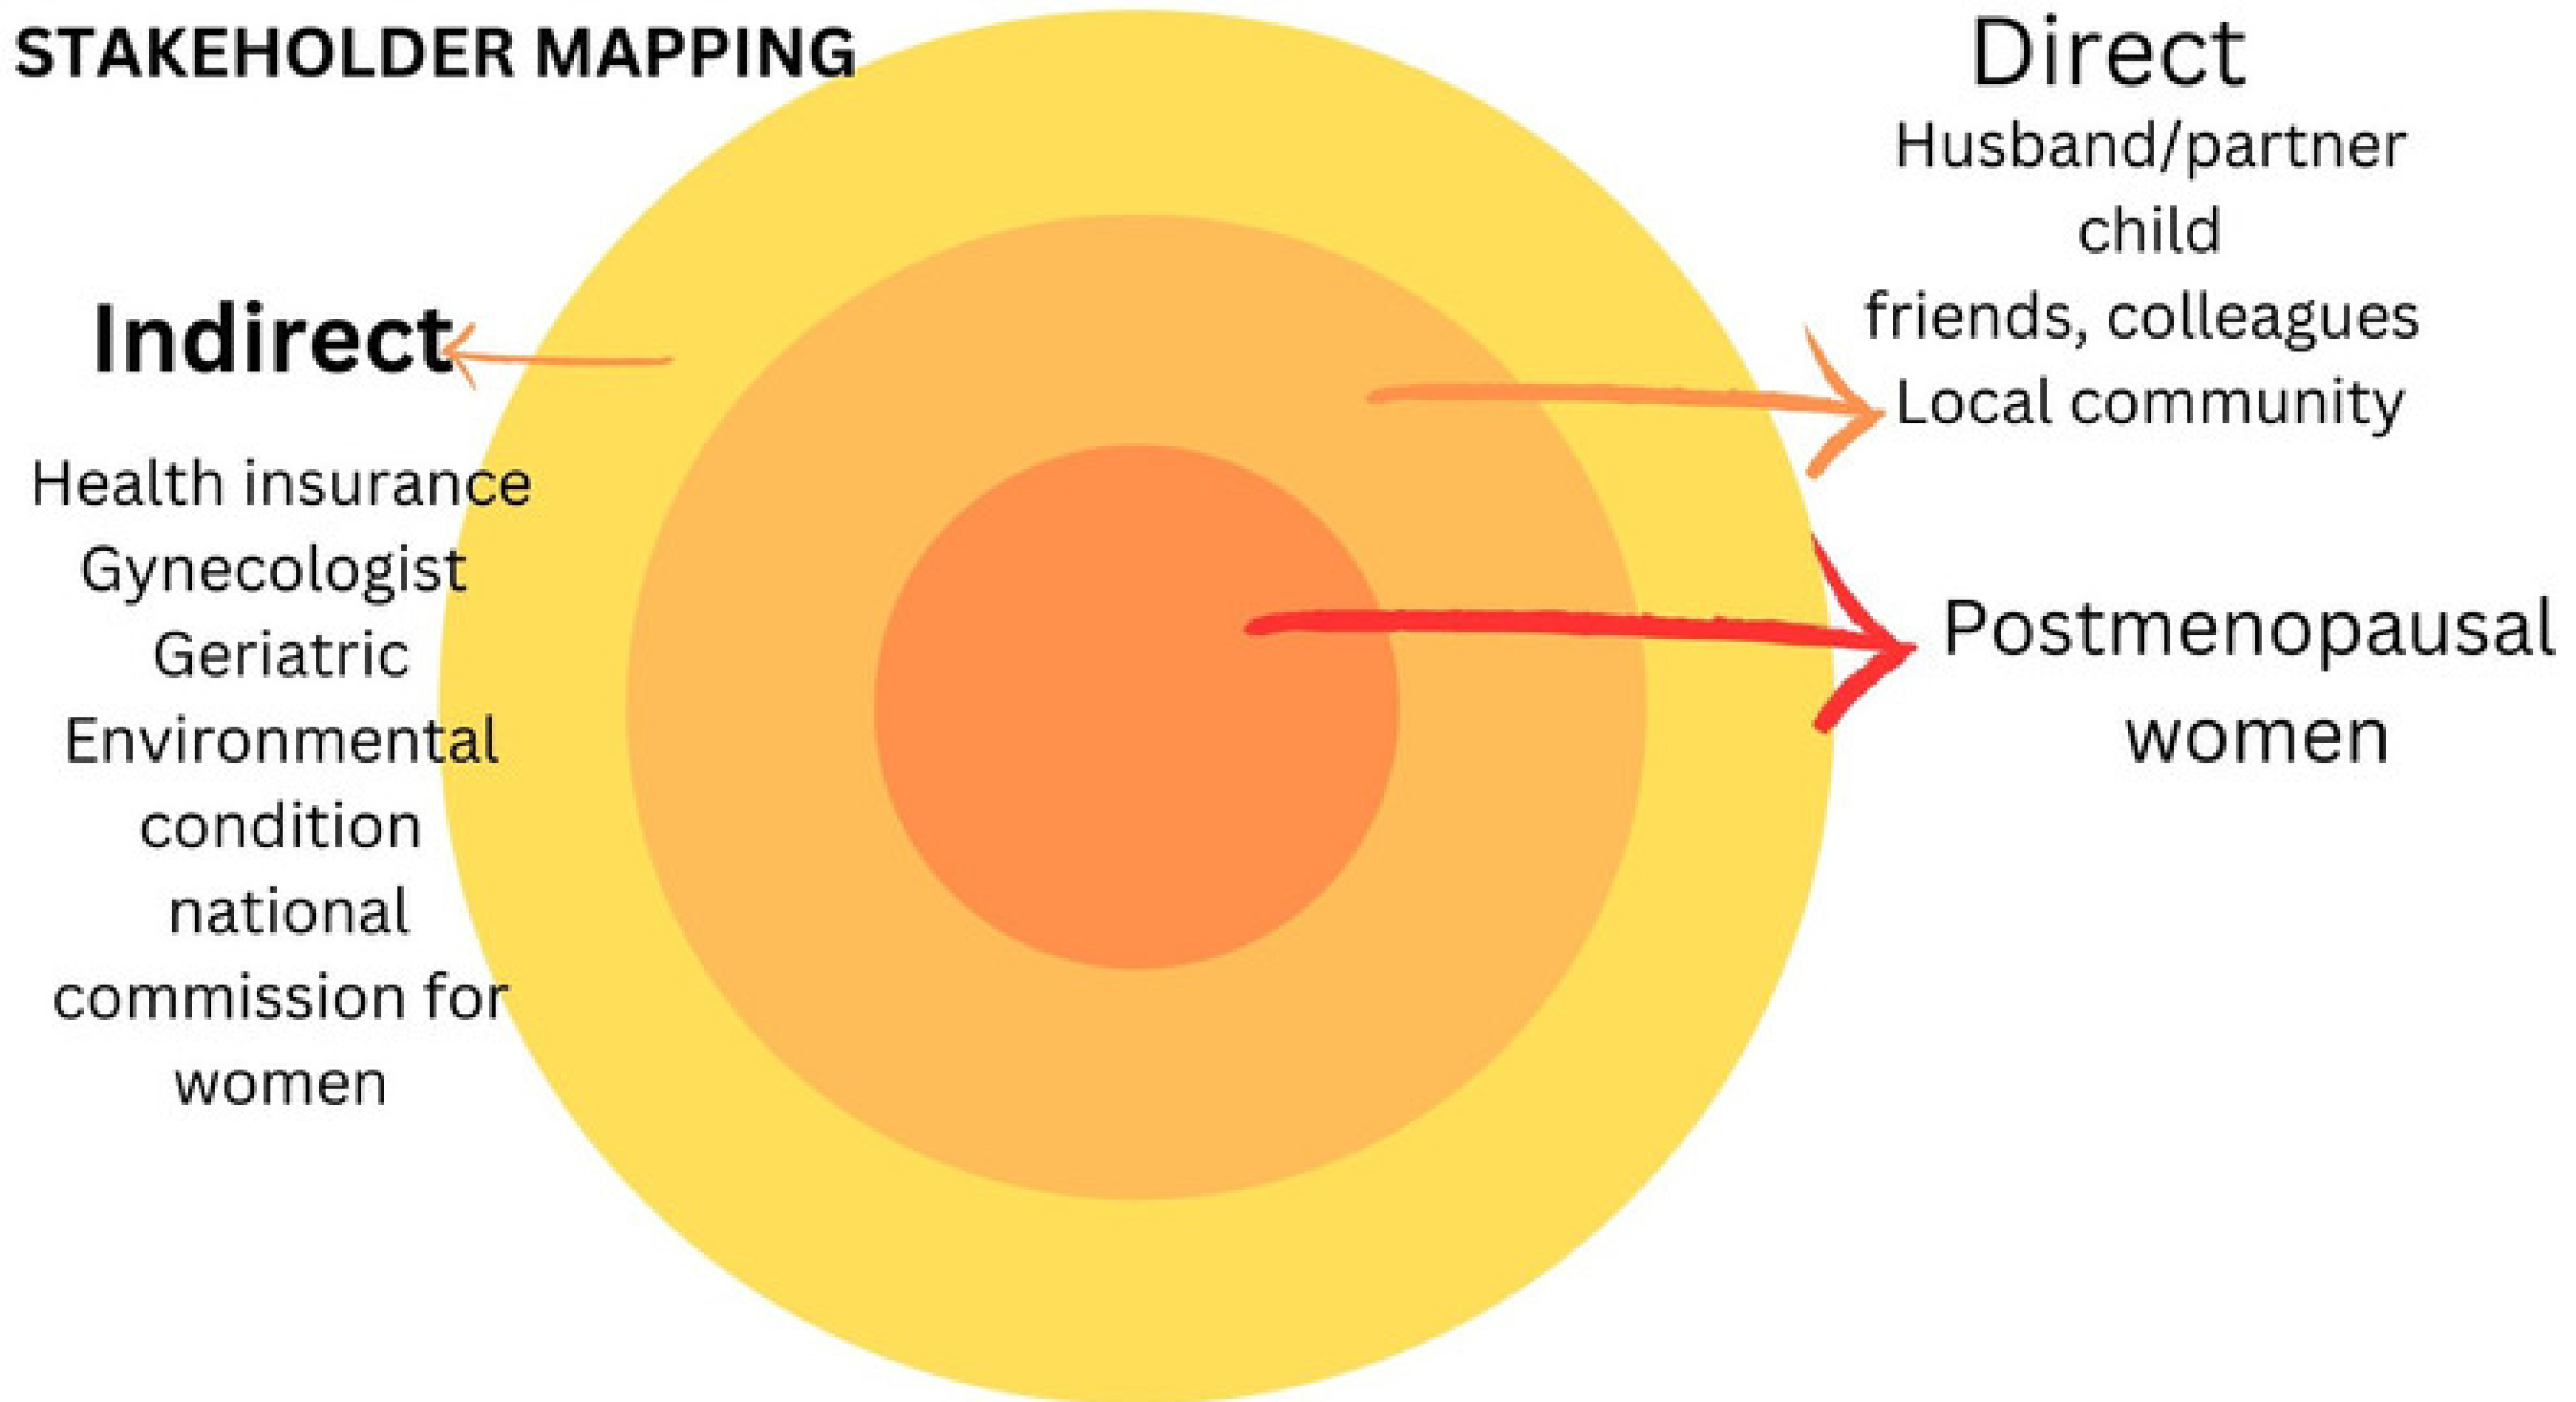 STAKEHOLDER MAPPING
Indirect
Health insurance
Gynecologist
Geriatric
Environmental
condition
national
commission for
women
Direct
Husband/partner
child
friends, colleagues
Local community
Postmenopausal
women